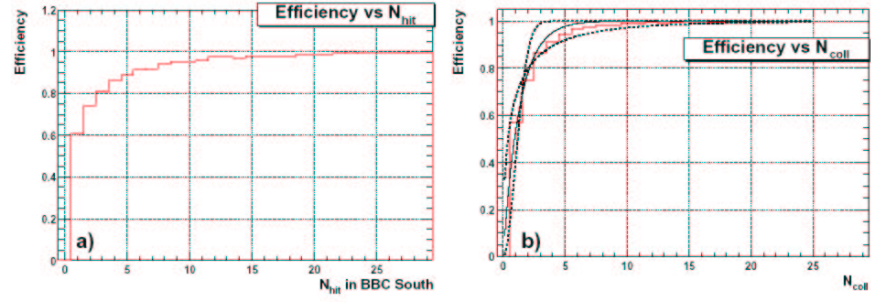 Efficiency vs N_hit
Efficiency
1.2
1
0.8
0.6
0.4
0.2
0
a)
0 5 10 15 20 25
N_hit in BBC South
Efficiency vs N_coll
Efficiency
1
0.8
0.6
0.4
0.2
0
b)
0 5 10 15 20 25
N_coll